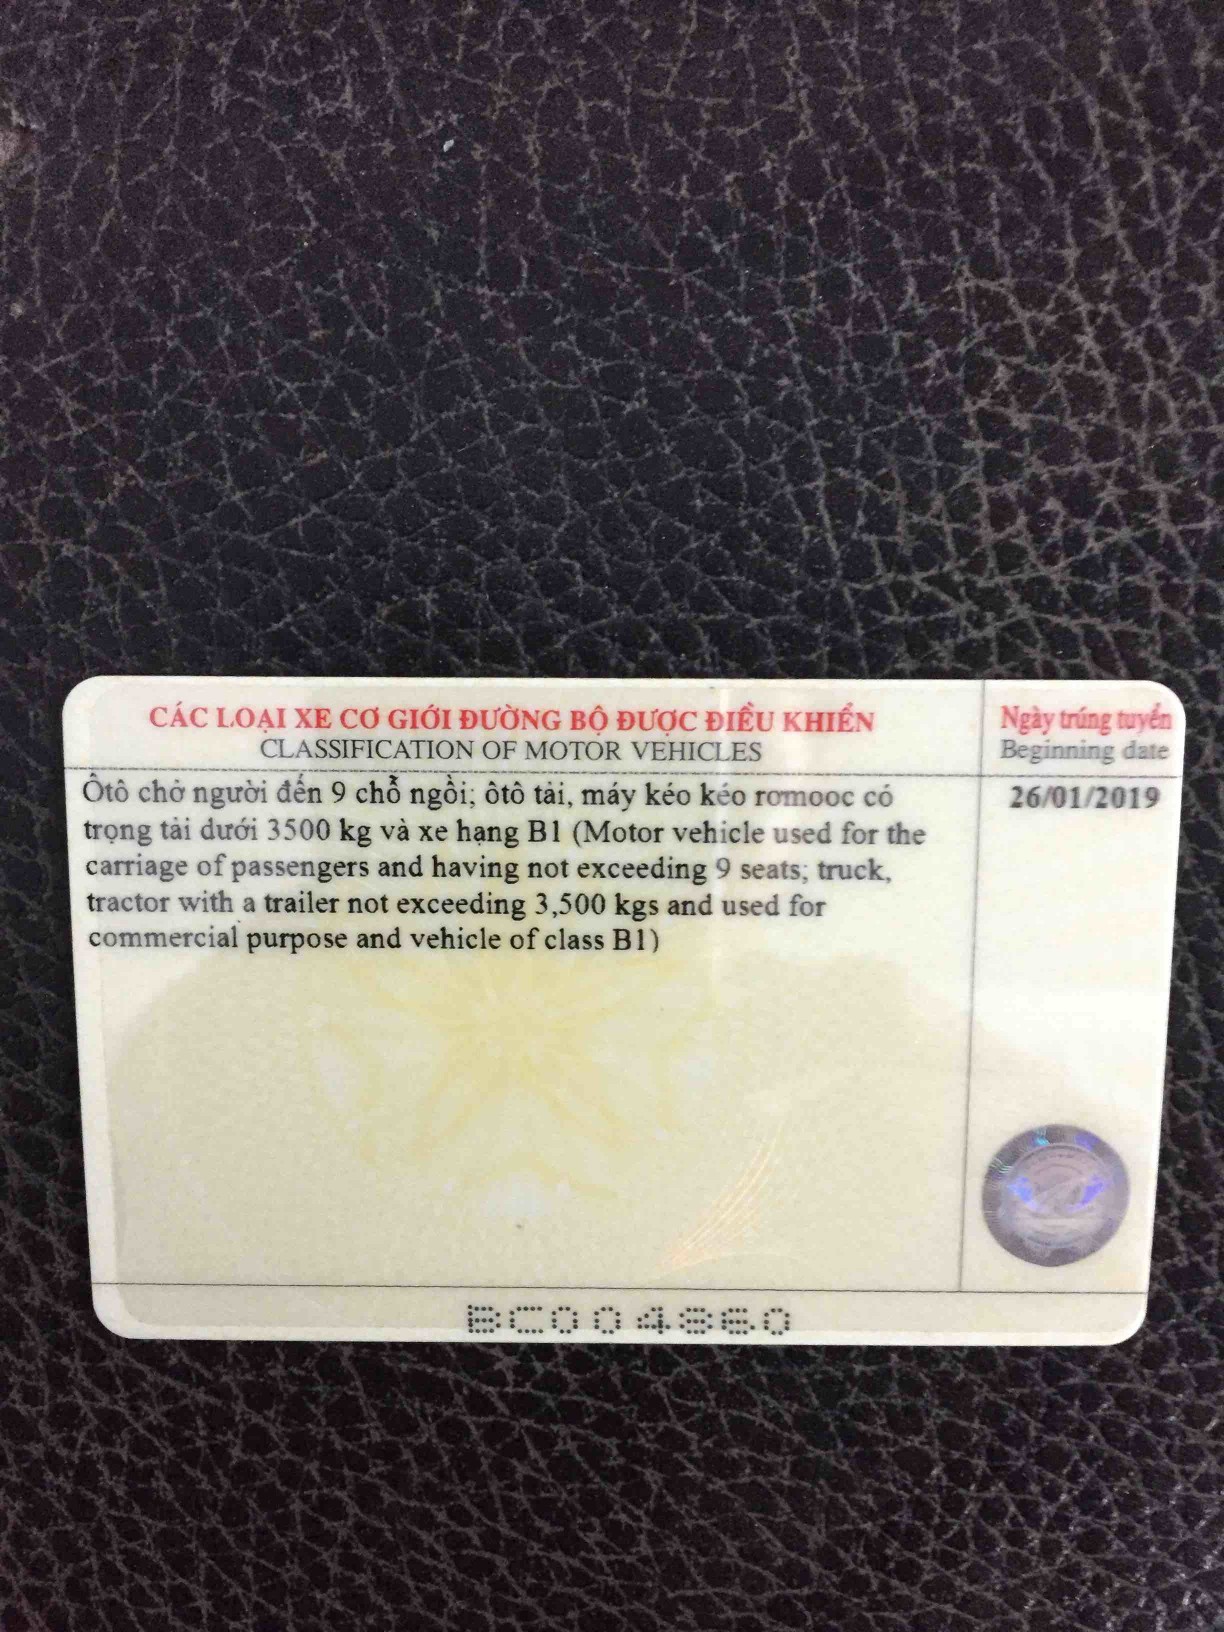 CÁC LOẠI XE CƠ GIỚI ĐƯỜNG BỘ ĐƯỢC ĐIỀU KHIỂN
CLASSIFICATION OF MOTOR VEHICLES
Ngày trúng tuyển
Beginning date
Ôtô chở người đến 9 chỗ ngồi; ôtô tải, máy kéo kéo rơmooc có
trọng tải dưới 3500 kg và xe hạng B1 (Motor vehicle used for the
carriage of passengers and having not exceeding 9 seats; truck,
tractor with a trailer not exceeding 3,500 kgs and used for
commercial purpose and vehicle of class B1)
26/01/2019
BC004860